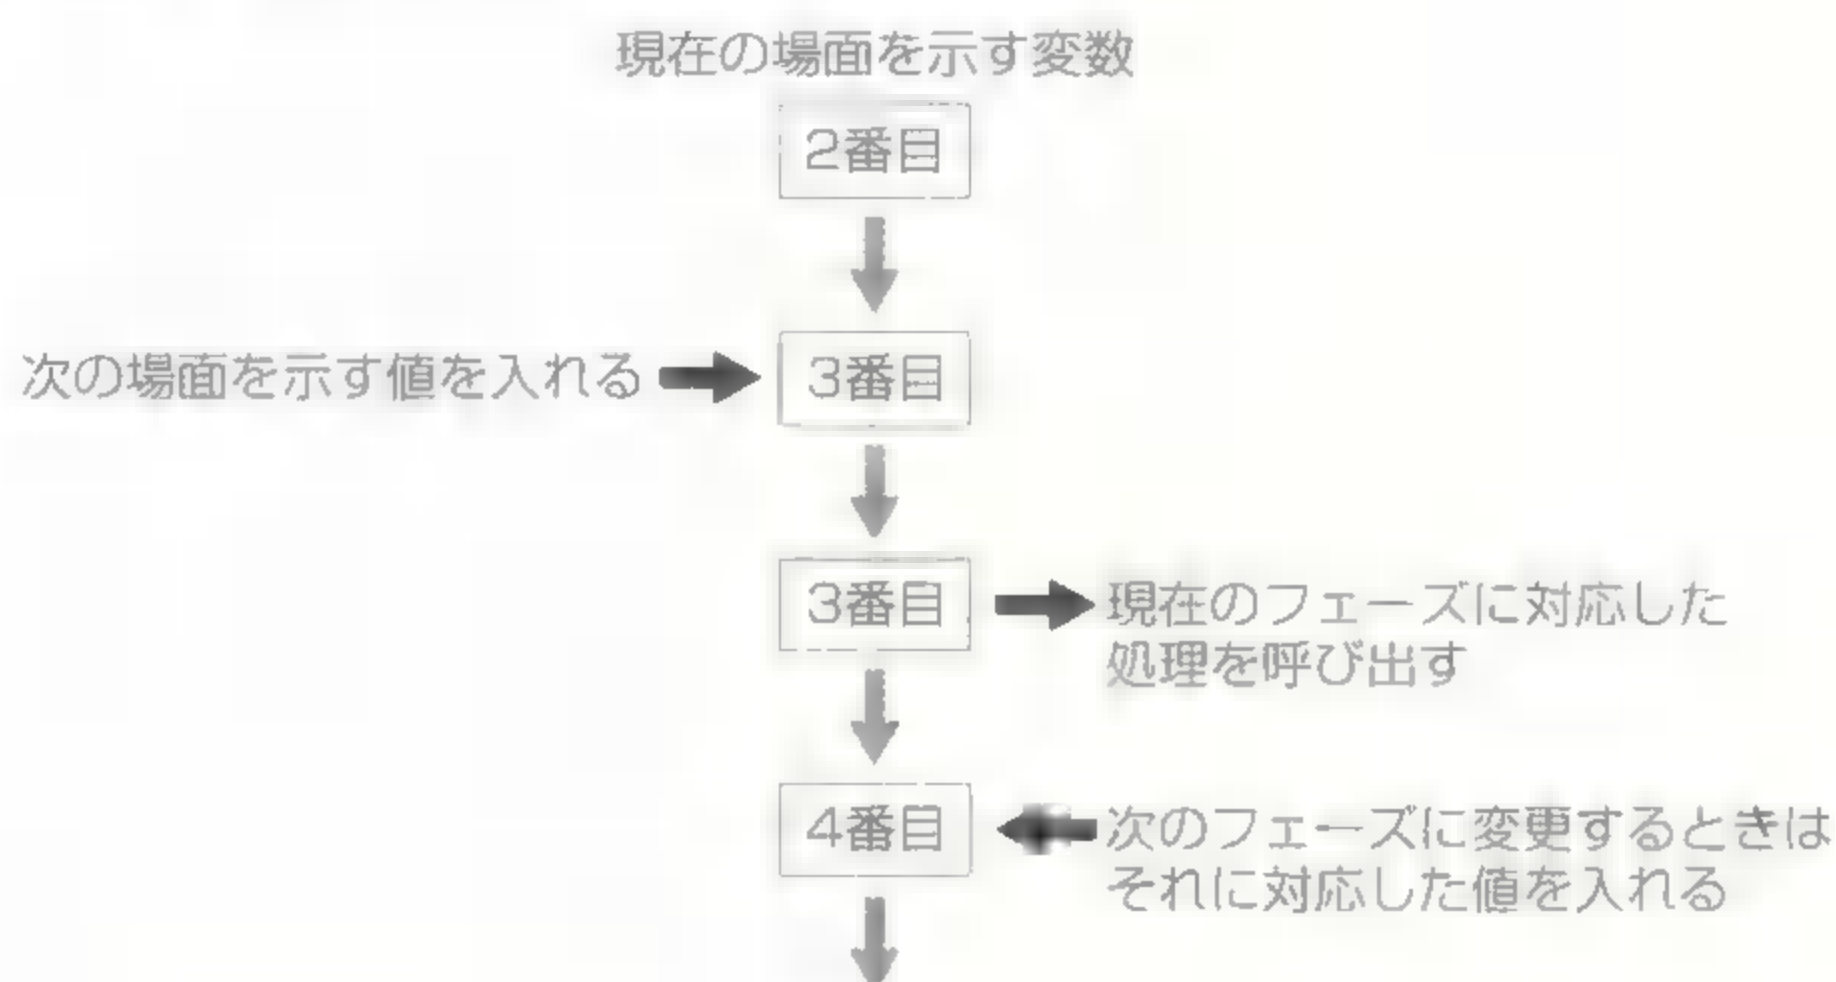 現在の場面を示す変数
2番目
次の場面を示す値を入れる
3番目
3番目
現在のフェーズに対応した
処理を呼び出す
4番目
次のフェーズに変更するときは
それに対応した値を入れる